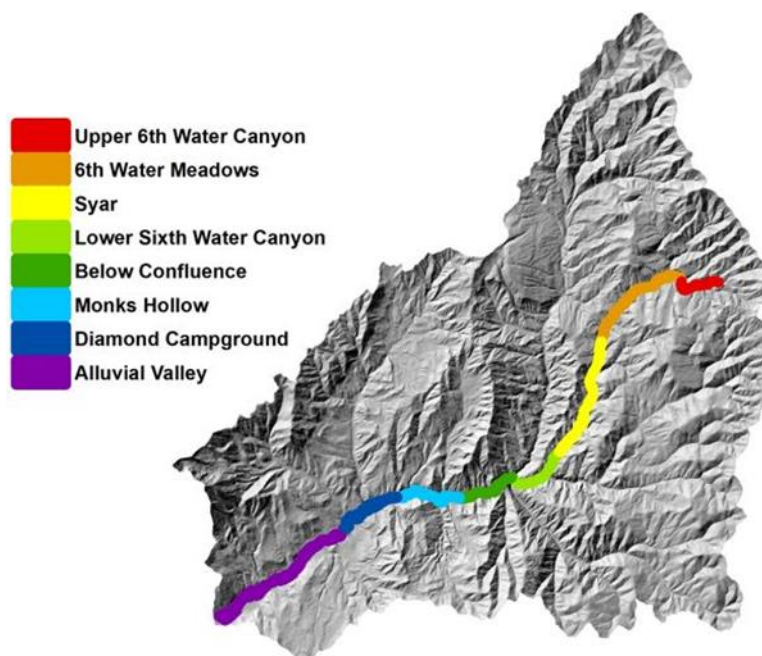 Upper 6th Water Canyon
6th Water Meadows
Syar
Lower Sixth Water Canyon
Below Confluence
Monks Hollow
Diamond Campground
Alluvial Valley